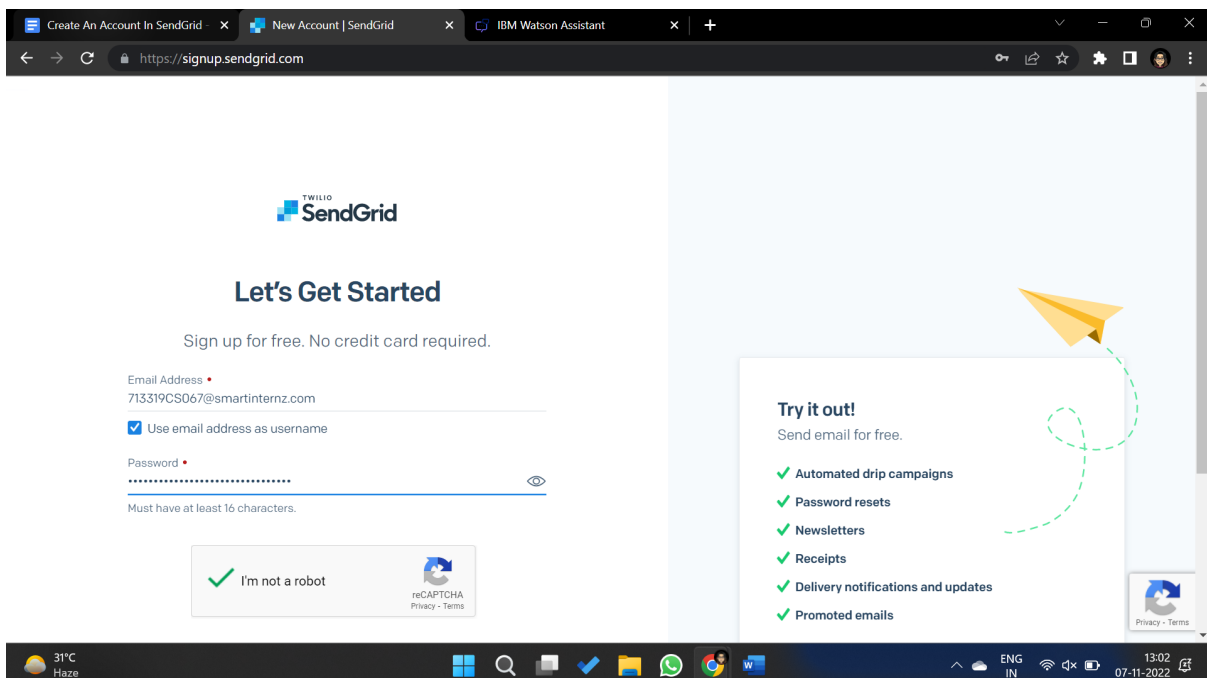 Create An Account In SendGrid -
New Account | SendGrid
IBM Watson Assistant
https://signup.sendgrid.com
TWILIO
SendGrid
Let's Get Started
Sign up for free. No credit card required.
Email Address •
713319CS067@smartinternz.com
Use email address as username
Password •
Must have at least 16 characters.
I'm not a robot
reCAPTCHA
Privacy - Terms
Try it out!
Send email for free.
Automated drip campaigns
Password resets
Newsletters
Receipts
Delivery notifications and updates
Promoted emails
Privacy - Terms
31°C
Haze
W
ENG
IN
13:02
07-11-2022